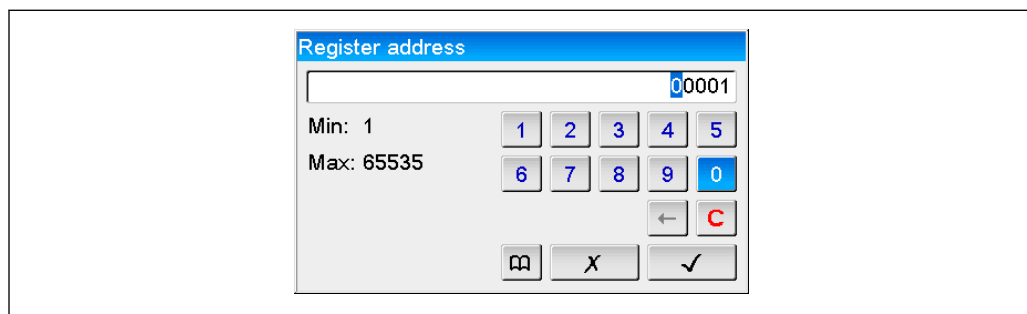 Register address
00001
Min: 1
Max: 65535
1 2 3 4 5
6 7 8 9 0
← C
✗ ✓